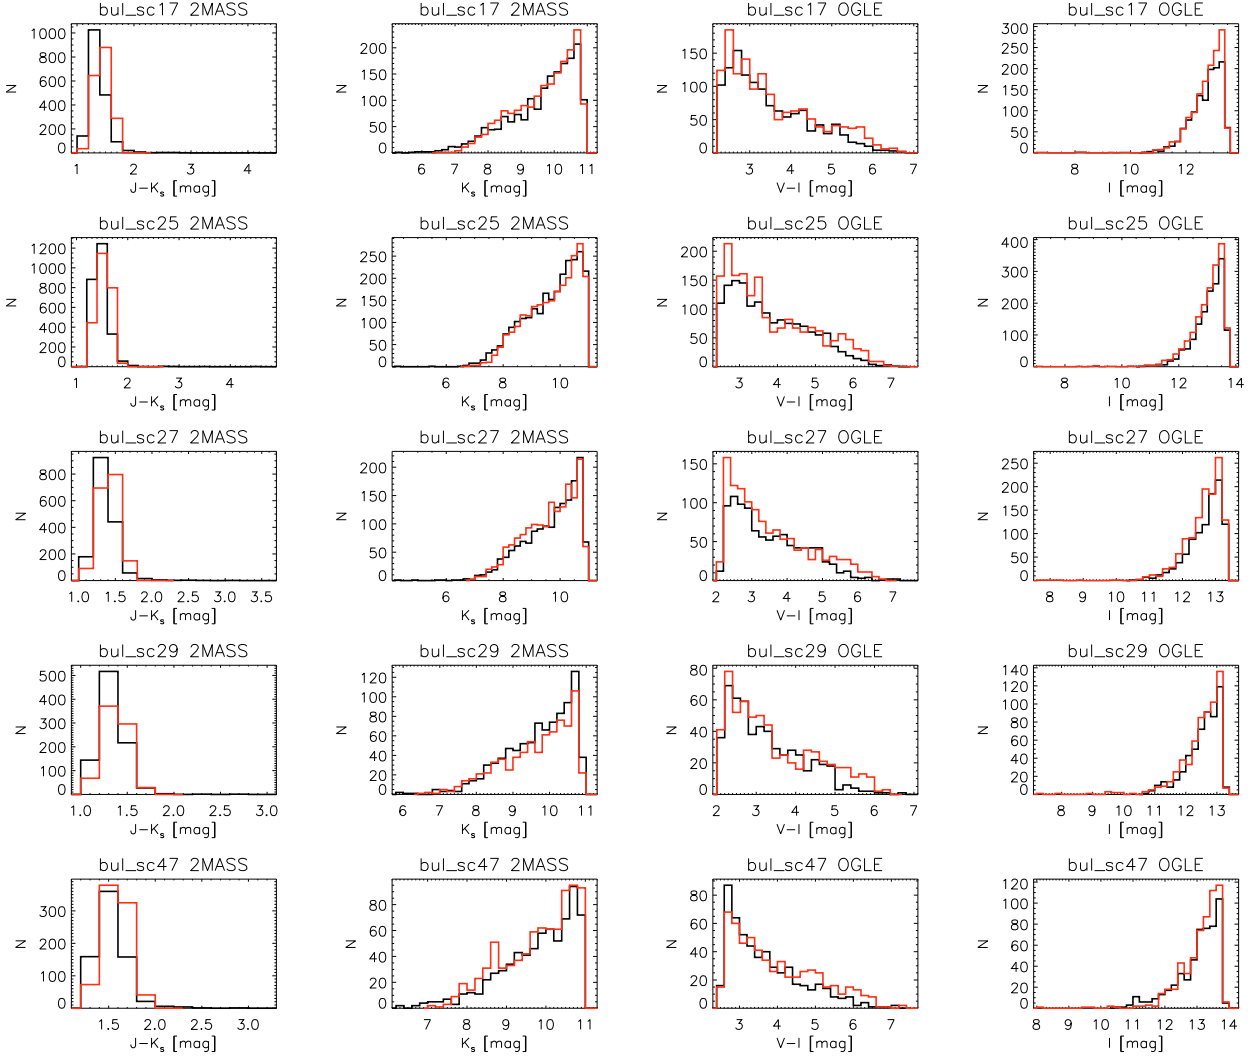 bul_sc17 2MASS
N
1000
800
600
400
200
0
1 2 3 4
J-Ks [mag]
bul_sc17 2MASS
N
200
150
100
50
0
6 7 8 9 10 11
Ks [mag]
bul_sc17 OGLE
N
150
100
50
0
3 4 5 6 7
V-I [mag]
bul_sc17 OGLE
N
300
250
200
150
100
50
0
8 10 12
I [mag]
bul_sc25 2MASS
N
1200
1000
800
600
400
200
0
1 2 3 4
J-Ks [mag]
bul_sc25 2MASS
N
250
200
150
100
50
0
6 8 10
Ks [mag]
bul_sc25 OGLE
N
200
150
100
50
0
3 4 5 6 7
V-I [mag]
bul_sc25 OGLE
N
400
300
200
100
0
8 10 12 14
I [mag]
bul_sc27 2MASS
N
800
600
400
200
0
1.0 1.5 2.0 2.5 3.0 3.5
J-Ks [mag]
bul_sc27 2MASS
N
200
150
100
50
0
6 8 10
Ks [mag]
bul_sc27 OGLE
N
150
100
50
0
2 3 4 5 6 7
V-I [mag]
bul_sc27 OGLE
N
250
200
150
100
50
0
8 9 10 11 12 13
I [mag]
bul_sc29 2MASS
N
500
400
300
200
100
0
1.0 1.5 2.0 2.5 3.0
J-Ks [mag]
bul_sc29 2MASS
N
120
100
80
60
40
20
0
6 7 8 9 10 11
Ks [mag]
bul_sc29 OGLE
N
80
60
40
20
0
2 3 4 5 6 7
V-I [mag]
bul_sc29 OGLE
N
140
120
100
80
60
40
20
0
8 9 10 11 12 13
I [mag]
bul_sc47 2MASS
N
300
200
100
0
1.5 2.0 2.5 3.0
J-Ks [mag]
bul_sc47 2MASS
N
80
60
40
20
0
7 8 9 10 11
Ks [mag]
bul_sc47 OGLE
N
80
60
40
20
0
3 4 5 6 7
V-I [mag]
bul_sc47 OGLE
N
120
100
80
60
40
20
0
8 9 10 11 12 13 14
I [mag]